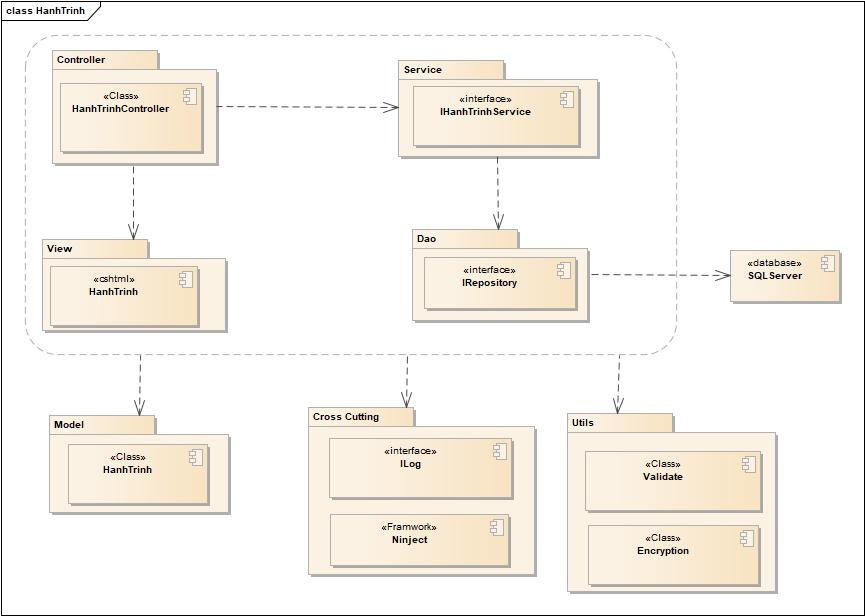 class HanhTrinh
Controller
«Class»
HanhTrinhController
Service
«interface»
IHanhTrinhService
View
«cshtml»
HanhTrinh
Dao
«interface»
IRepository
«database»
SQLServer
Model
«Class»
HanhTrinh
Cross Cutting
«interface»
ILog
«Framwork»
Ninject
Utils
«Class»
Validate
«Class»
Encryption